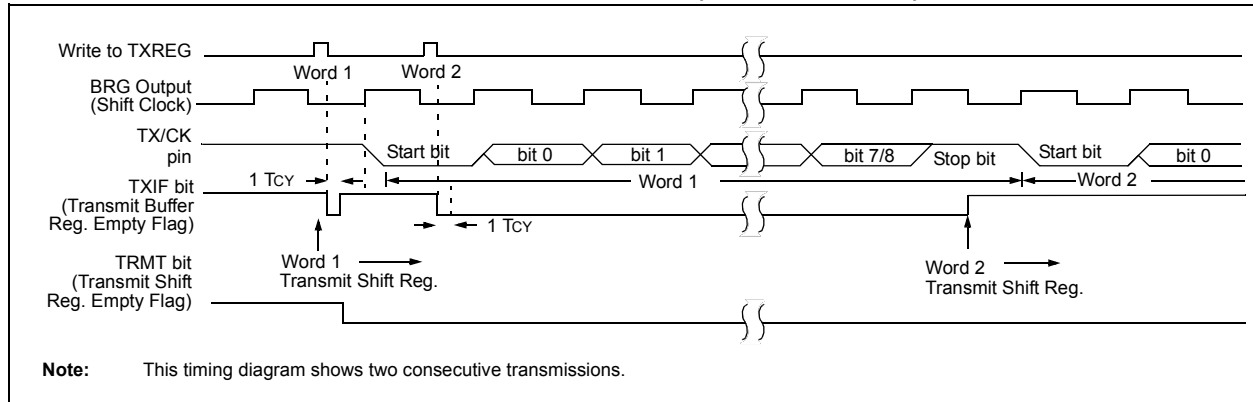 Write to TXREG
Word 1 Word 2
BRG Output
(Shift Clock)
TX/CK
pin
Start bit bit 0 bit 1 bit 7/8 Stop bit Start bit bit 0
Word 1 Word 2
1 TCY
TXIF bit
(Transmit Buffer
Reg. Empty Flag)
1 TCY
Word 1
Transmit Shift Reg.
Word 2
Transmit Shift Reg.
TRMT bit
(Transmit Shift
Reg. Empty Flag)
Note: This timing diagram shows two consecutive transmissions.